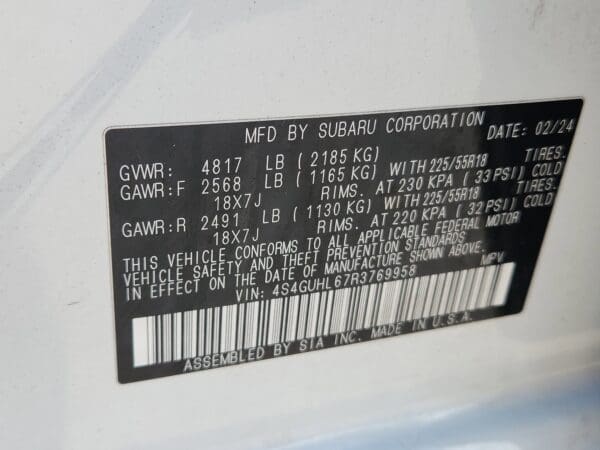 MFD BY SUBARU CORPORATION DATE: 02/24
GVWR: 4817 LB (2185 KG)
GAWR:F 2568 LB (1165 KG) WITH 225/55R18 TIRES.
18X7J RIMS. AT 230 KPA (33 PSI) COLD
GAWR:R 2491 LB (1130 KG) WITH 225/55R18 TIRES.
18X7J RIMS. AT 220 KPA (32 PSI) COLD
THIS VEHICLE CONFORMS TO ALL APPLICABLE FEDERAL MOTOR
VEHICLE SAFETY AND THEFT PREVENTION STANDARDS
IN EFFECT ON THE DATE OF MANUFACTURE SHOWN ABOVE.
VIN: 4S4GUHL67R3769958 MPV
ASSEMBLED BY SIA INC. MADE IN U.S.A.